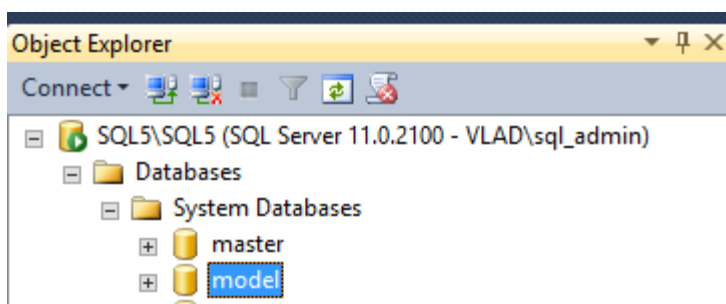 Object Explorer
Connect
SQL5\SQL5 (SQL Server 11.0.2100 - VLAD\sql_admin)
Databases
System Databases
master
model